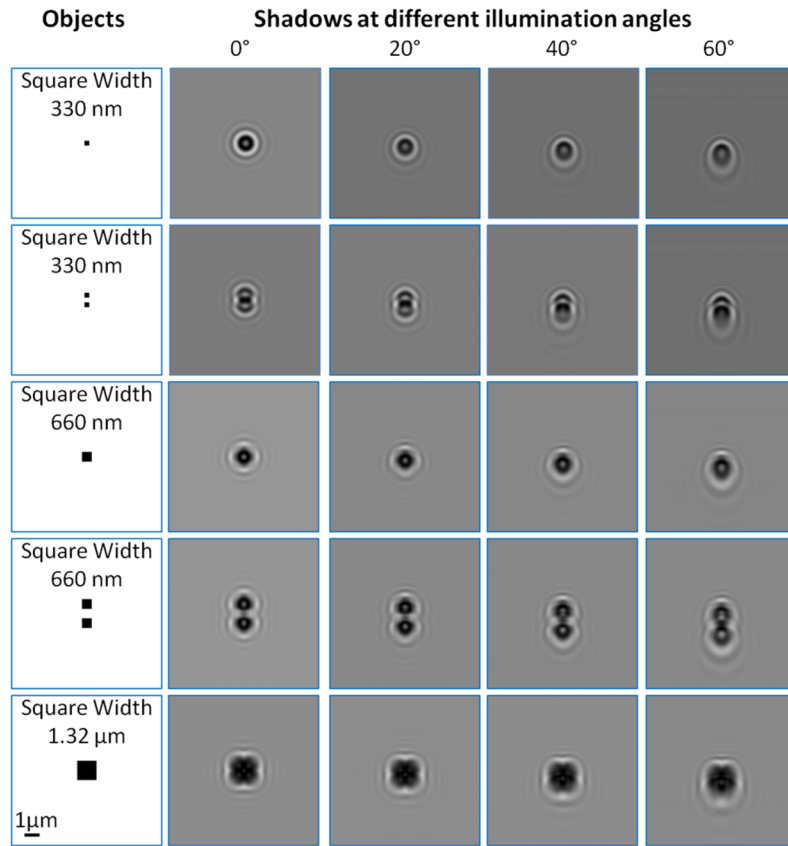 Objects
Shadows at different illumination angles
0°
20°
40°
60°
Square Width
330 nm
Square Width
330 nm
Square Width
660 nm
Square Width
660 nm
Square Width
1.32 μm
1μm